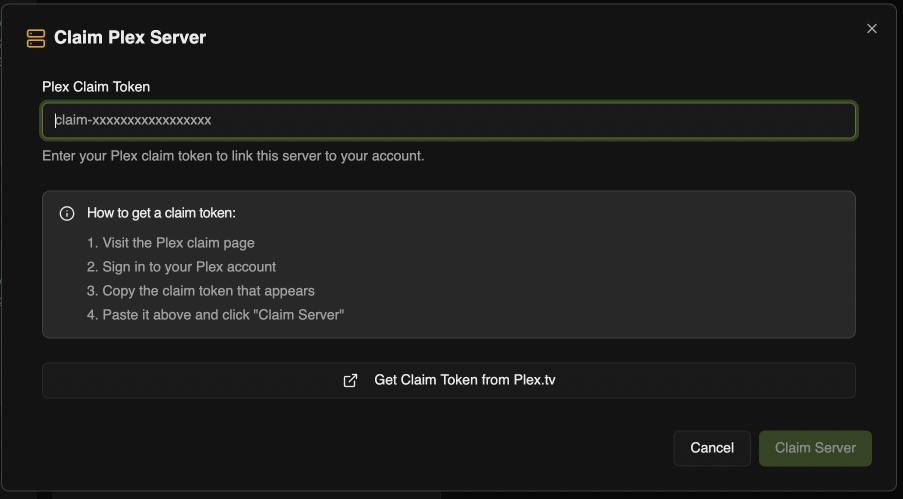 Claim Plex Server
Plex Claim Token
claim-xxxxxxxxxxxxxxxxx
Enter your Plex claim token to link this server to your account.
How to get a claim token:
1. Visit the Plex claim page
2. Sign in to your Plex account
3. Copy the claim token that appears
4. Paste it above and click "Claim Server"
Get Claim Token from Plex.tv
Cancel Claim Server